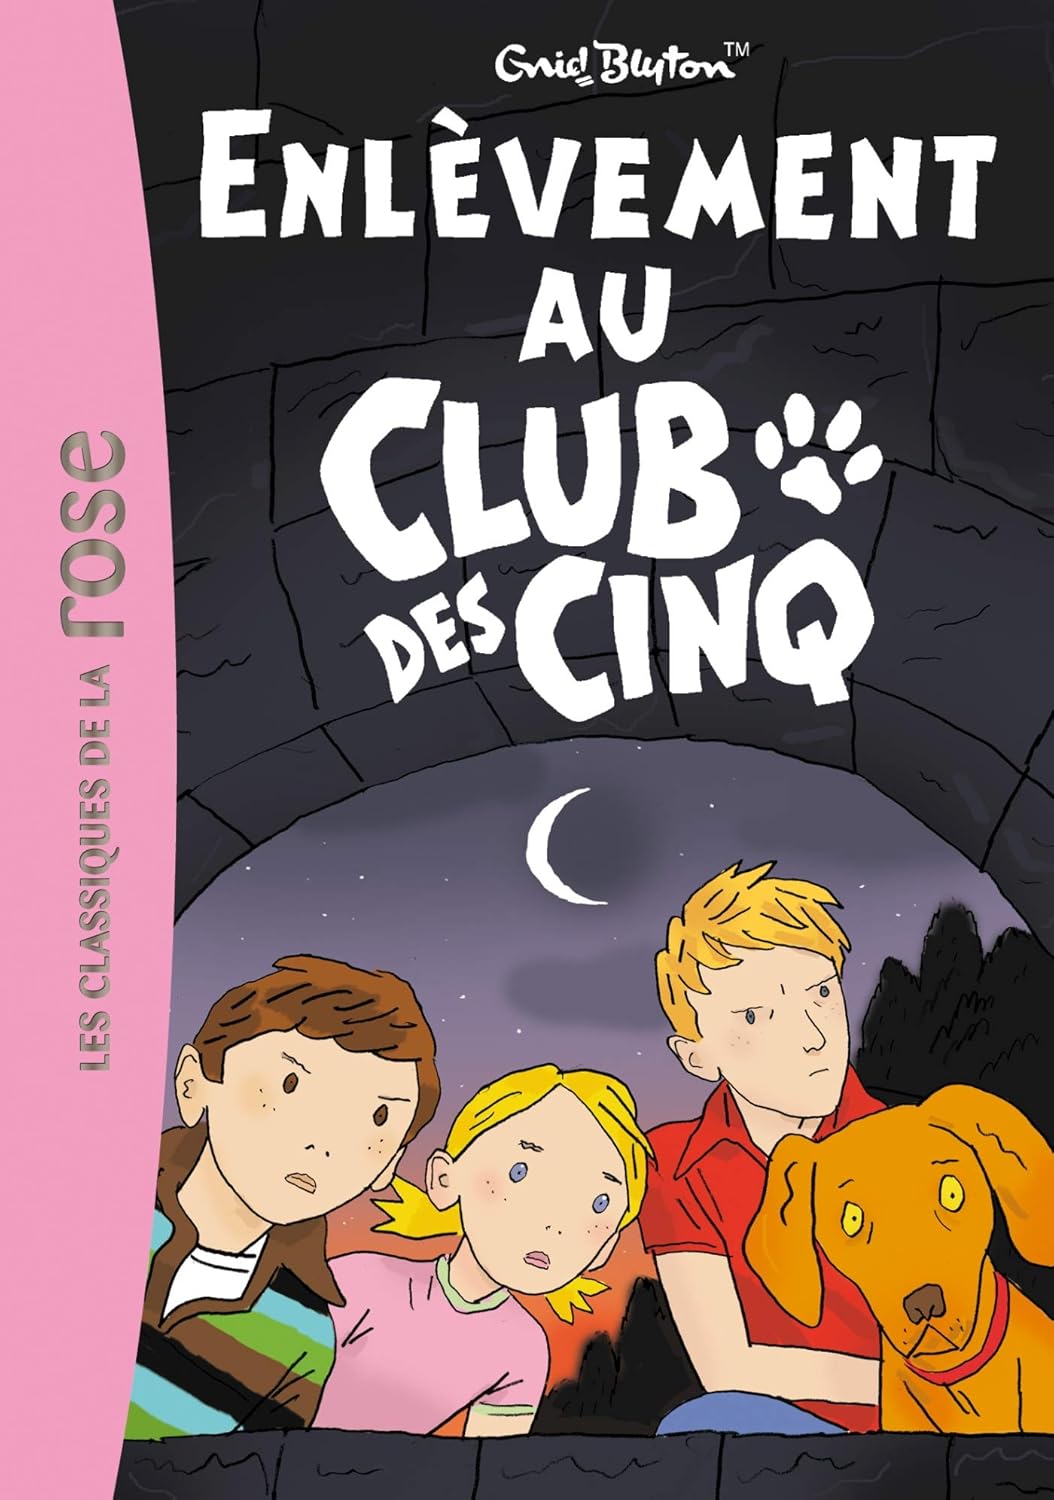 Enid Blyton™
ENLÈVEMENT
AU
CLUB
DES CINQ
LES CLASSIQUES DE LA rose